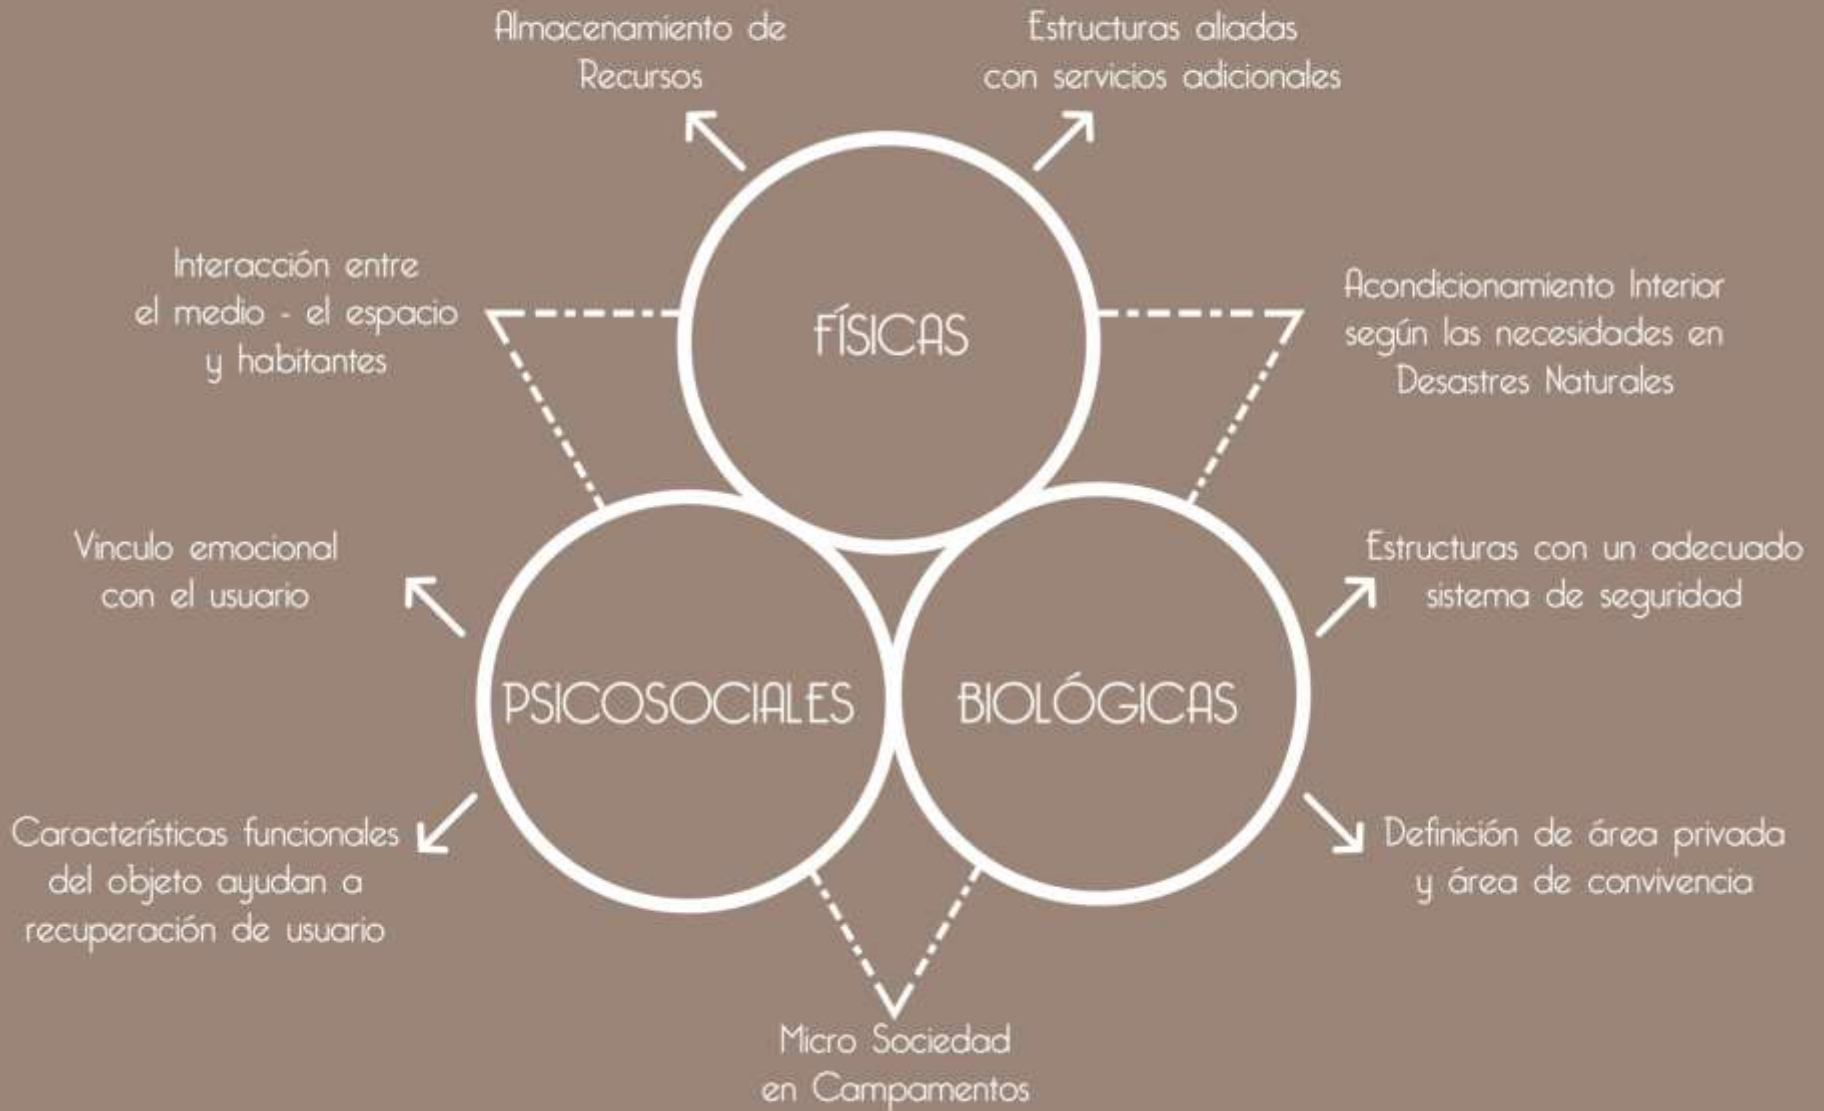 Almacenamiento de
Recursos
Estructuras aliadas
con servicios adicionales
Interacción entre
el medio - el espacio
y habitantes
FÍSICAS
Acondicionamiento Interior
según las necesidades en
Desastres Naturales
Vinculo emocional
con el usuario
Estructuras con un adecuado
sistema de seguridad
PSICOSOCIALES
BIOLÓGICAS
Características funcionales
del objeto ayudan a
recuperación de usuario
Definición de área privada
y área de convivencia
Micro Sociedad
en Campamentos